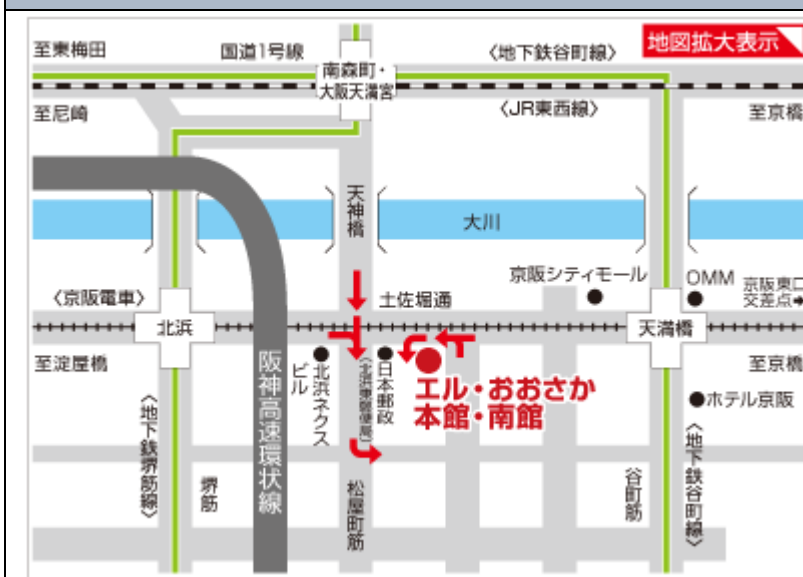 地図拡大表示
至東梅田
国道1号線
〈地下鉄谷町線〉
南森町・
大阪天満宮
至尼崎
〈JR東西線〉
至京橋
天神橋
大川
京阪シティモール
OMM
京阪東口
交差点➔
〈京阪電車〉
土佐堀通
北浜
天満橋
至淀屋橋
阪神高速環状線
北浜ネクス
ビル
(北浜東郵便局)
日本郵政
エル・おおさか
本館・南館
至京橋
ホテル京阪
〈地下鉄堺筋線〉
堺筋
松屋町筋
谷町筋
〈地下鉄谷町線〉